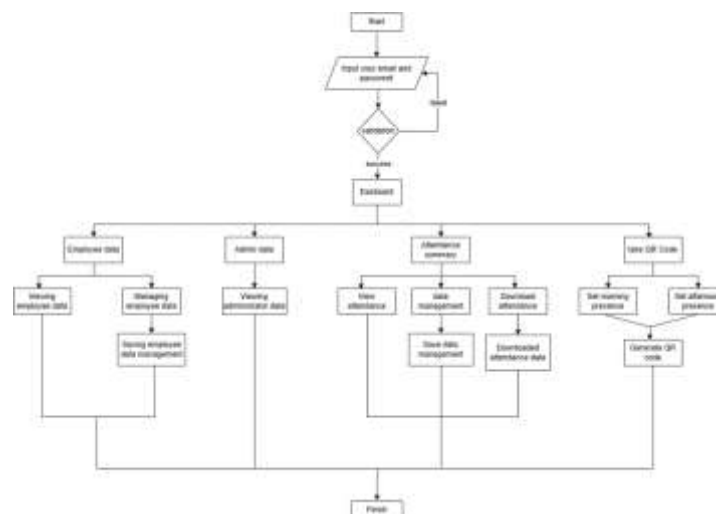 Start
Input your email and
password
failed
validation
success
Dashboard
Employee data
Admin data
Attendance
summary
take QR Code
Viewing
employee data
Managing
employee data
Viewing
administrator data
View
attendance
data
management
Download
attendance
Set morning
presence
Set afternoon
presence
Saving employee
data management
Save data
management
Downloaded
attendance data
Generate QR
code
Finish